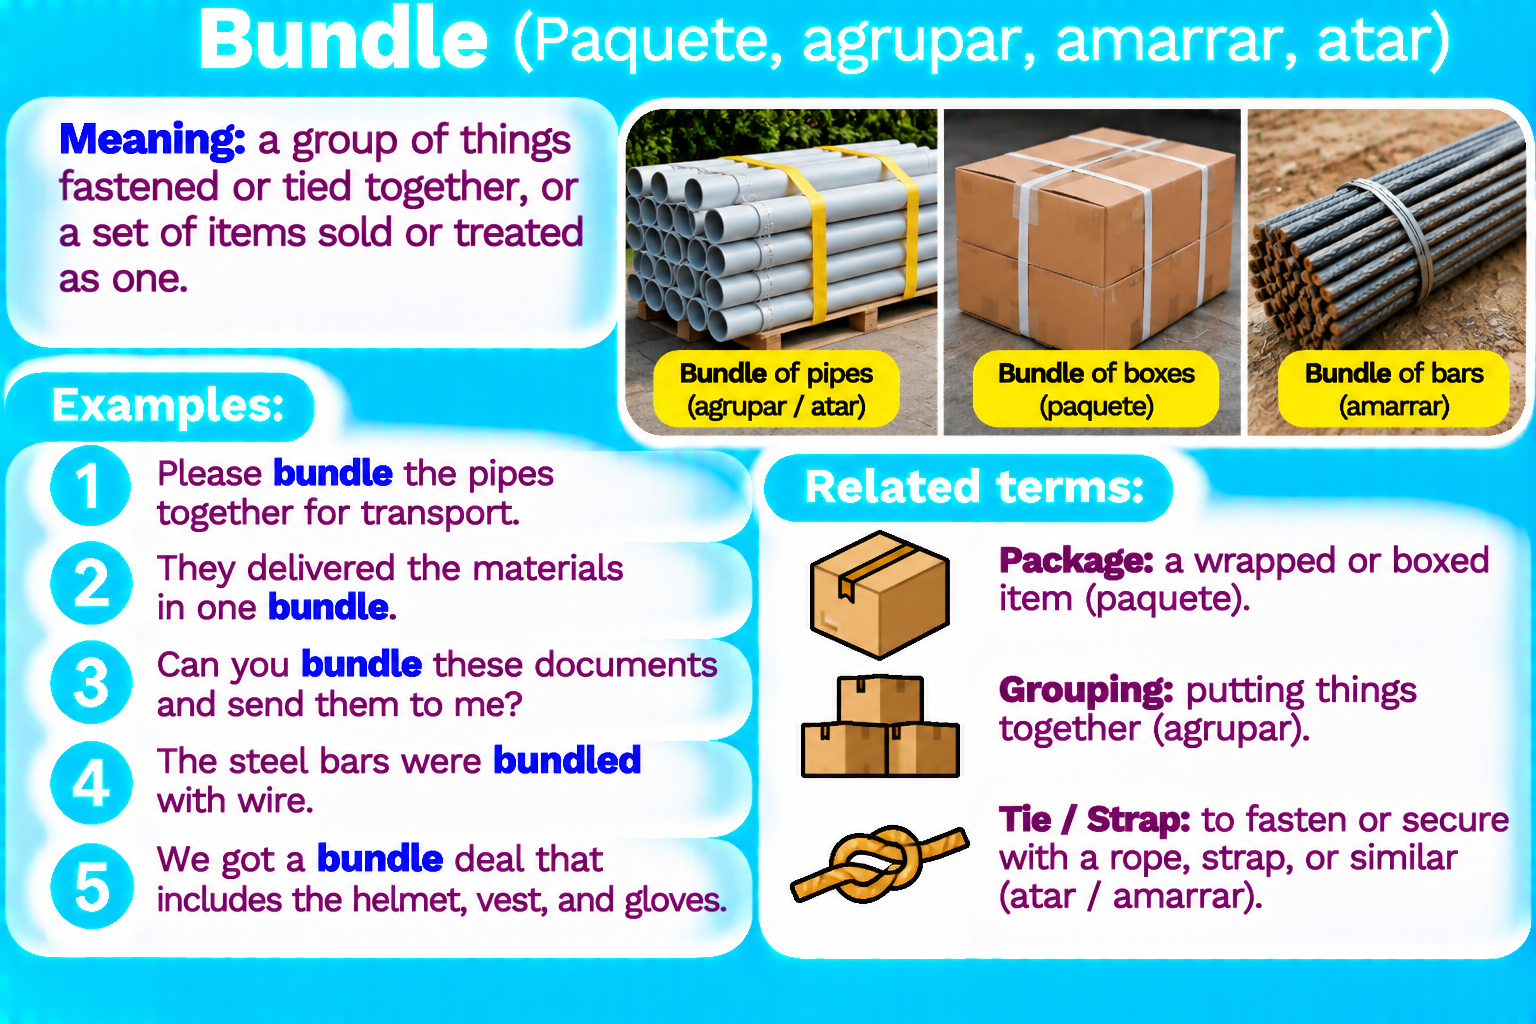 Bundle (Paquete, agrupar, amarrar, atar)
Meaning: a group of things
fastened or tied together, or
a set of items sold or treated
as one.
Bundle of pipes
(agrupar / atar)
Bundle of boxes
(paquete)
Bundle of bars
(amarrar)
Examples:
1
Please bundle the pipes
together for transport.
2
They delivered the materials
in one bundle.
3
Can you bundle these documents
and send them to me?
4
The steel bars were bundled
with wire.
5
We got a bundle deal that
includes the helmet, vest, and gloves.
Related terms:
Package: a wrapped or boxed
item (paquete).
Grouping: putting things
together (agrupar).
Tie / Strap: to fasten or secure
with a rope, strap, or similar
(atar / amarrar).